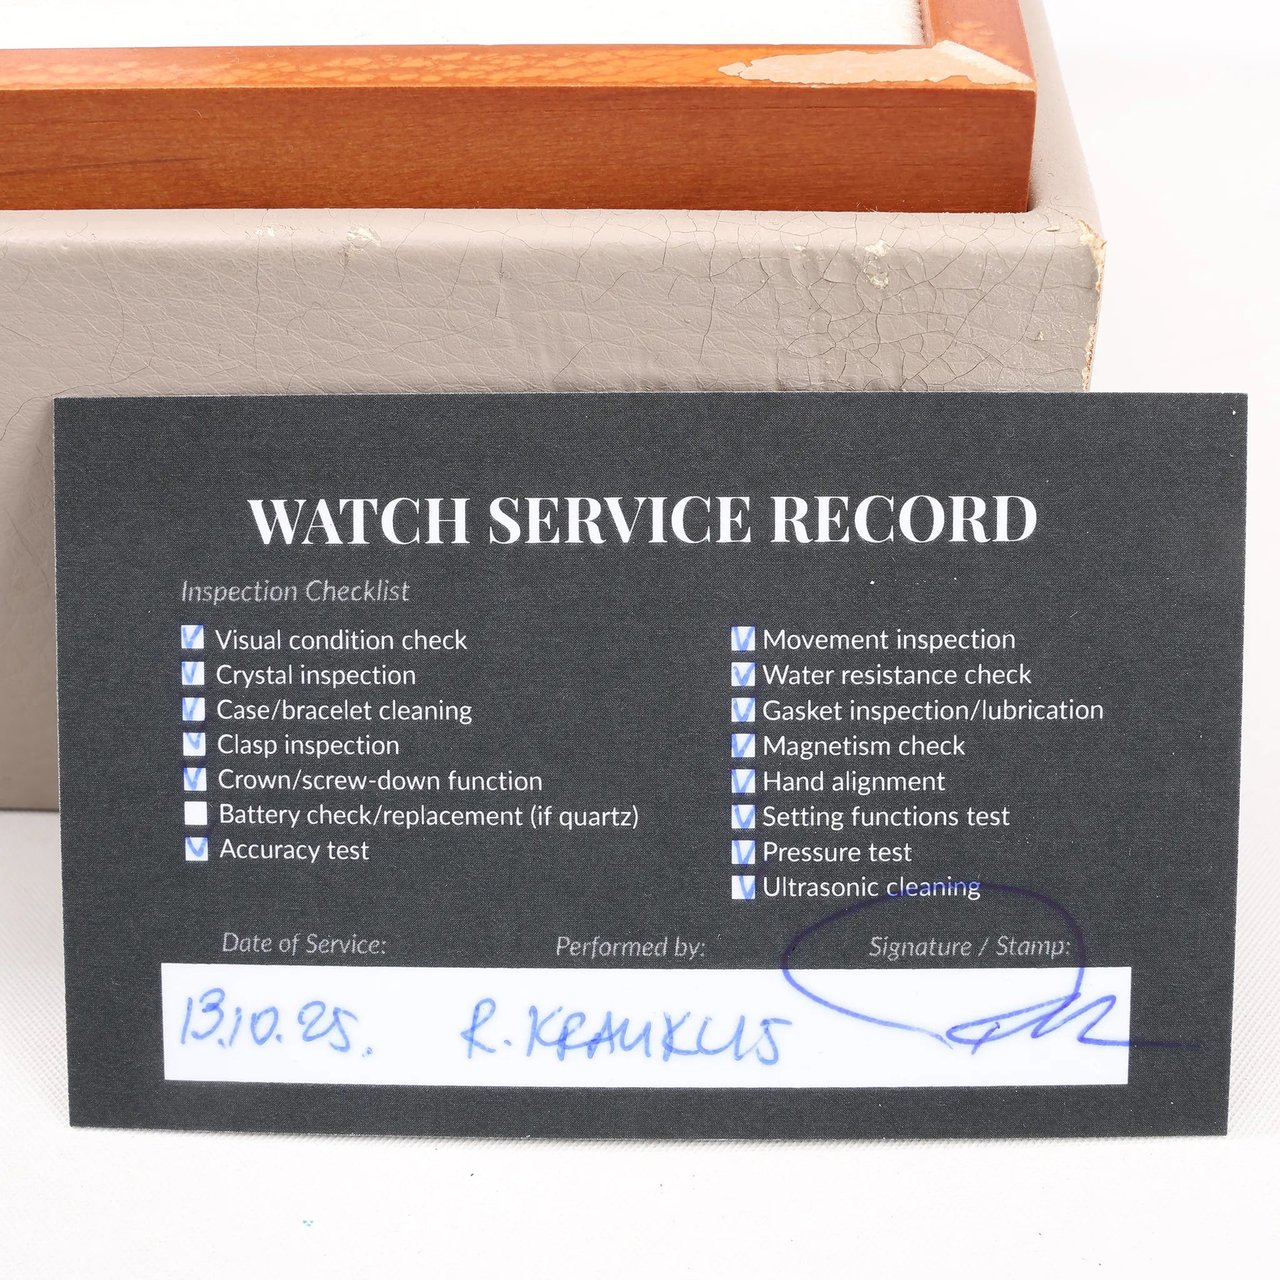 WATCH SERVICE RECORD
Inspection Checklist
Visual condition check
Crystal inspection
Case/bracelet cleaning
Clasp inspection
Crown/screw-down function
Battery check/replacement (if quartz)
Accuracy test
Movement inspection
Water resistance check
Gasket inspection/lubrication
Magnetism check
Hand alignment
Setting functions test
Pressure test
Ultrasonic cleaning
Date of Service: Performed by: Signature / Stamp:
13.10.25. R.